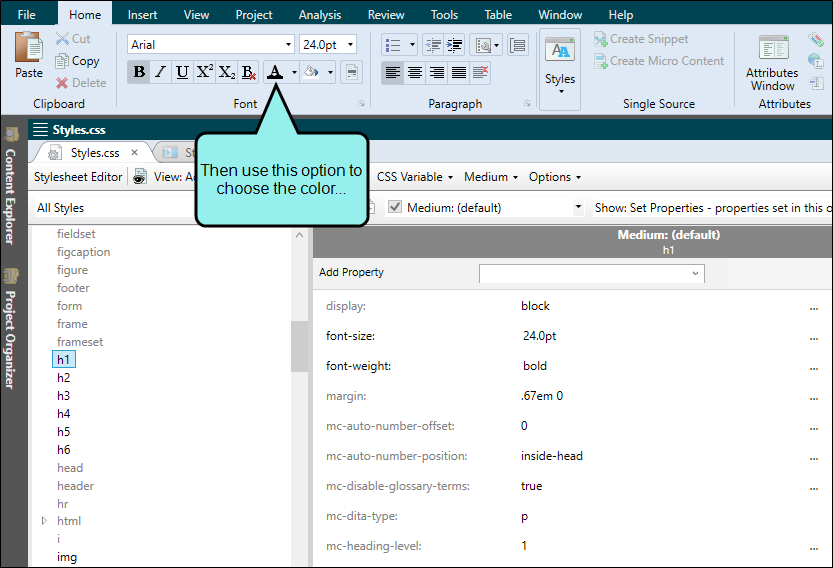 File Home Insert View Project Analysis Review Tools Table Window Help
Paste Cut Copy Delete
Clipboard
Arial 24.0pt
B I U X² X₂ B A
Font
Paragraph
Styles
Create Snippet
Create Micro Content
Single Source
Attributes Window
Attributes
Content Explorer
Project Organizer
Styles.css
Styles.css × St
Then use this option to
choose the color...
Stylesheet Editor View: CSS Variable Medium Options
All Styles Medium: (default) Show: Set Properties - properties set in this
Medium: (default)
h1
Add Property
fieldset
figcaption
figure
footer
form
frame
frameset
h1
h2
h3
h4
h5
h6
head
header
hr
html
i
img
display: block ...
font-size: 24.0pt ...
font-weight: bold ...
margin: .67em 0 ...
mc-auto-number-offset: 0 ...
mc-auto-number-position: inside-head ...
mc-disable-glossary-terms: true ...
mc-dita-type: p ...
mc-heading-level: 1 ...